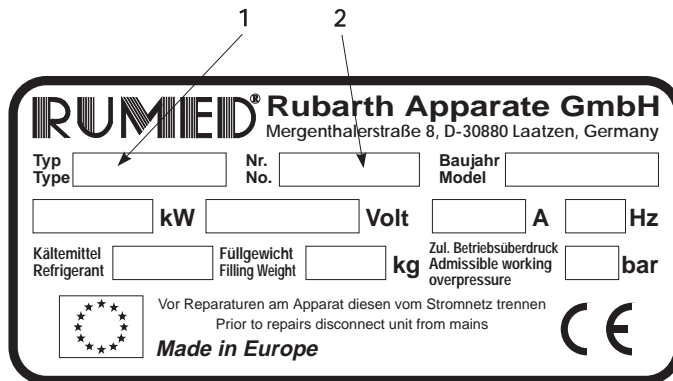 1 2
RUMED® Rubarth Apparate GmbH
Mergenthalerstraße 8, D-30880 Laatzen, Germany
Typ Nr. Baujahr
Type No. Model
kW Volt A Hz
Kältemittel Füllgewicht Zul. Betriebsüberdruck
Refrigerant Filling Weight kg Admissible working bar
overpressure
Vor Reparaturen am Apparat diesen vom Stromnetz trennen
Prior to repairs disconnect unit from mains
Made in Europe CE